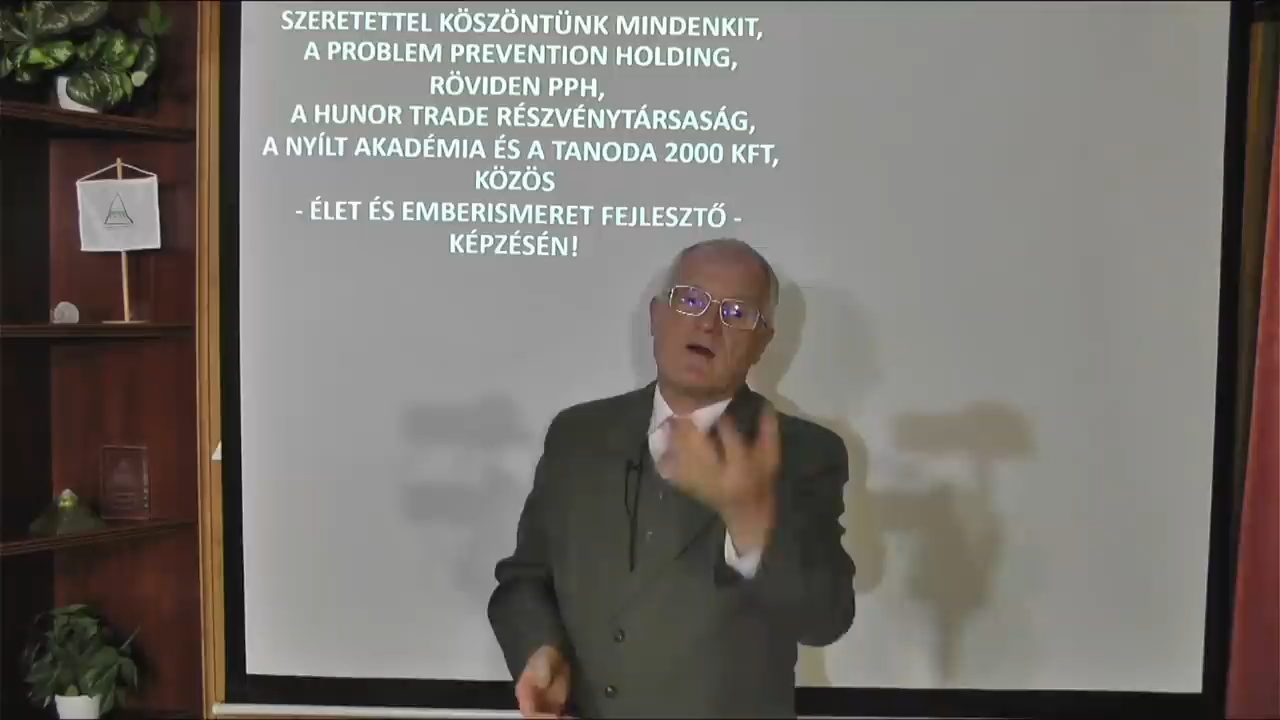 SZERETETTEL KÖSZÖNTÜNK MINDENKIT,
A PROBLEM PREVENTION HOLDING,
RÖVIDEN PPH,
A HUNOR TRADE RÉSZVÉNYTÁRSASÁG,
A NYÍLT AKADÉMIA ÉS A TANODA 2000 KFT,
KÖZÖS
- ÉLET ÉS EMBERISMERET FEJLESZTŐ -
KÉPZÉSÉN!